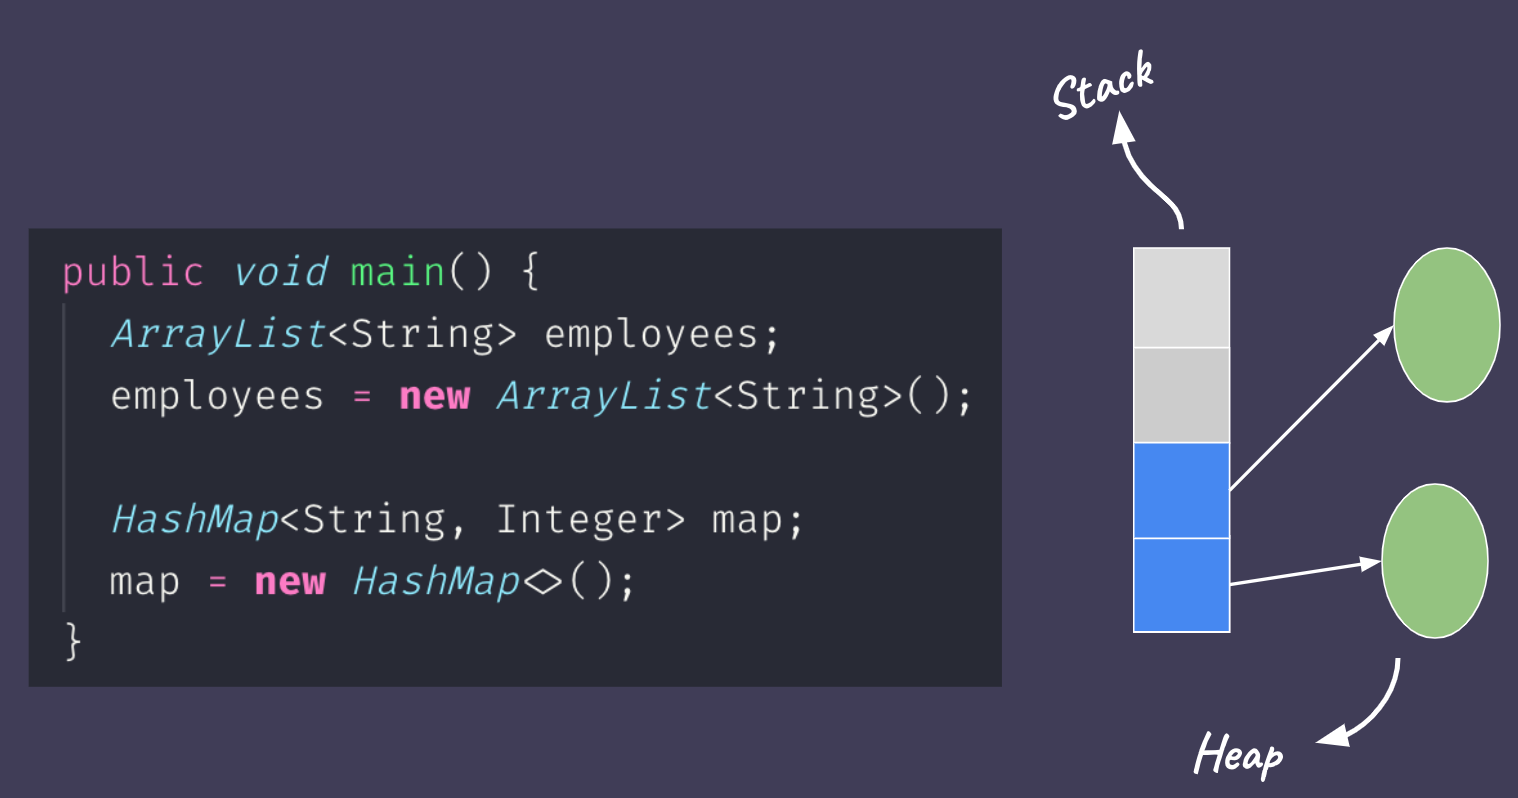 Stack
public void main() {
ArrayList<String> employees;
employees = new ArrayList<String>();
HashMap<String, Integer> map;
map = new HashMap<>();
}
Heap